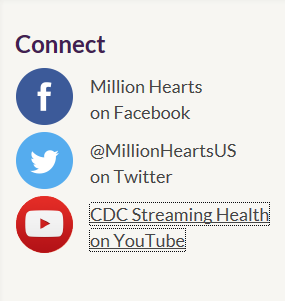 Connect
Million Hearts
on Facebook
@MillionHeartsUS
on Twitter
CDC Streaming Health
on YouTube